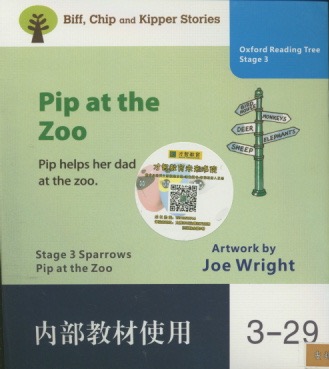 Biff, Chip and Kipper Stories
Oxford Reading Tree
Stage 3
Pip at the
Zoo
Pip helps her dad
at the zoo.
MONKEYS
DEER
ELEPHANTS
SHEEP
Stage 3 Sparrows
Pip at the Zoo
Artwork by
Joe Wright
内部教材使用
3-29